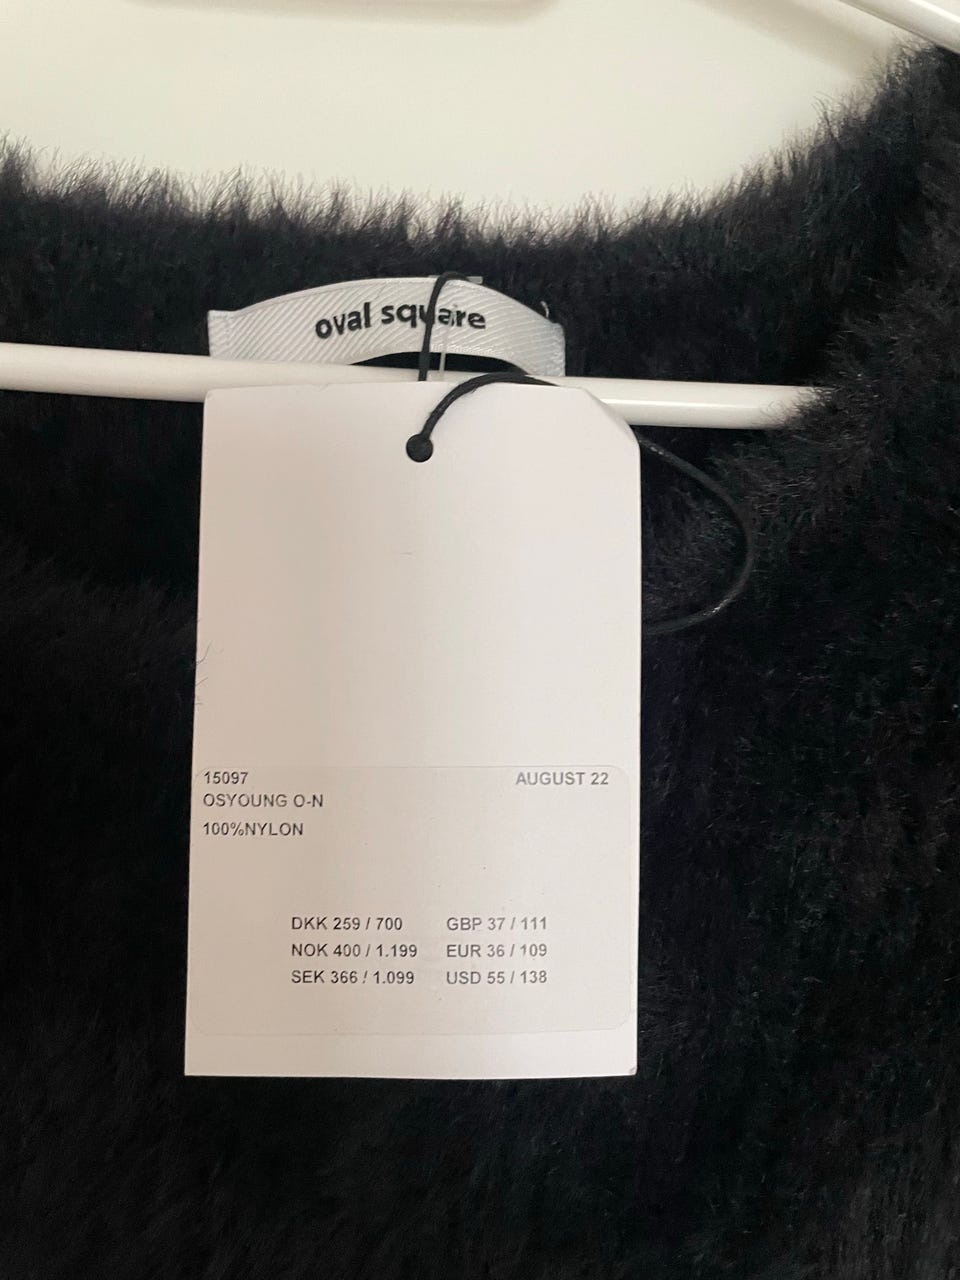 oval square
15097 AUGUST 22
OSYOUNG O-N
100%NYLON
DKK 259 / 700 GBP 37 / 111
NOK 400 / 1.199 EUR 36 / 109
SEK 366 / 1.099 USD 55 / 138